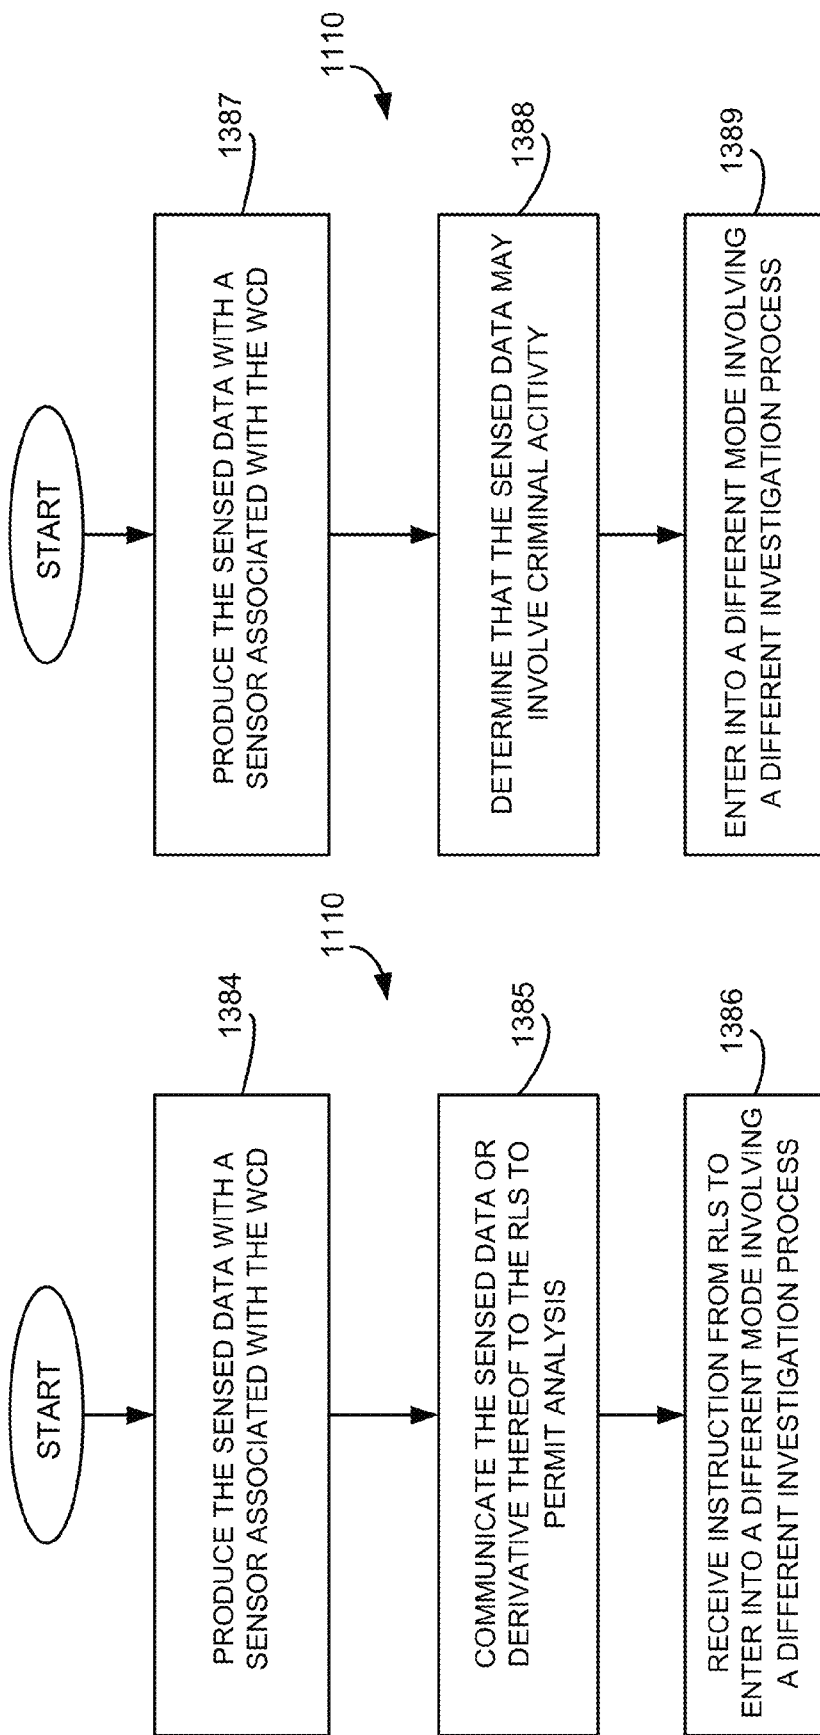 START
PRODUCE THE SENSED DATA WITH A
SENSOR ASSOCIATED WITH THE WCD
1384
1110
COMMUNICATE THE SENSED DATA OR
DERIVATIVE THEREOF TO THE RLS TO
PERMIT ANALYSIS
1385
RECEIVE INSTRUCTION FROM RLS TO
ENTER INTO A DIFFERENT MODE INVOLVING
A DIFFERENT INVESTIGATION PROCESS
1386
START
PRODUCE THE SENSED DATA WITH A
SENSOR ASSOCIATED WITH THE WCD
1387
1110
DETERMINE THAT THE SENSED DATA MAY
INVOLVE CRIMINAL ACITIVTY
1388
ENTER INTO A DIFFERENT MODE INVOLVING
A DIFFERENT INVESTIGATION PROCESS
1389